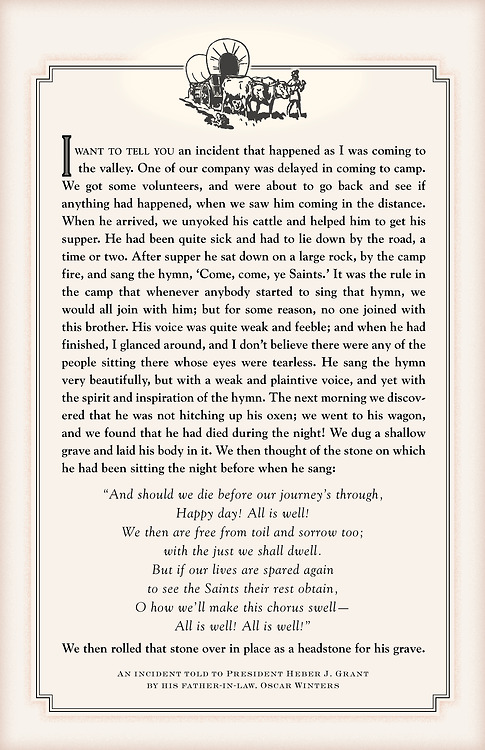 I WANT TO TELL YOU an incident that happened as I was coming to
the valley. One of our company was delayed in coming to camp.
We got some volunteers, and were about to go back and see if
anything had happened, when we saw him coming in the distance.
When he arrived, we unyoked his cattle and helped him to get his
supper. He had been quite sick and had to lie down by the road, a
time or two. After supper he sat down on a large rock, by the camp
fire, and sang the hymn, ‘Come, come, ye Saints.’ It was the rule in
the camp that whenever anybody started to sing that hymn, we
would all join with him; but for some reason, no one joined with
this brother. His voice was quite weak and feeble; and when he had
finished, I glanced around, and I don’t believe there were any of the
people sitting there whose eyes were tearless. He sang the hymn
very beautifully, but with a weak and plaintive voice, and yet with
the spirit and inspiration of the hymn. The next morning we discov-
ered that he was not hitching up his oxen; we went to his wagon,
and we found that he had died during the night! We dug a shallow
grave and laid his body in it. We then thought of the stone on which
he had been sitting the night before when he sang:
“And should we die before our journey’s through,
Happy day! All is well!
We then are free from toil and sorrow too;
with the just we shall dwell.
But if our lives are spared again
to see the Saints their rest obtain,
O how we’ll make this chorus swell—
All is well! All is well!”
We then rolled that stone over in place as a headstone for his grave.
AN INCIDENT TOLD TO PRESIDENT HEBER J. GRANT
BY HIS FATHER-IN-LAW, OSCAR WINTERS